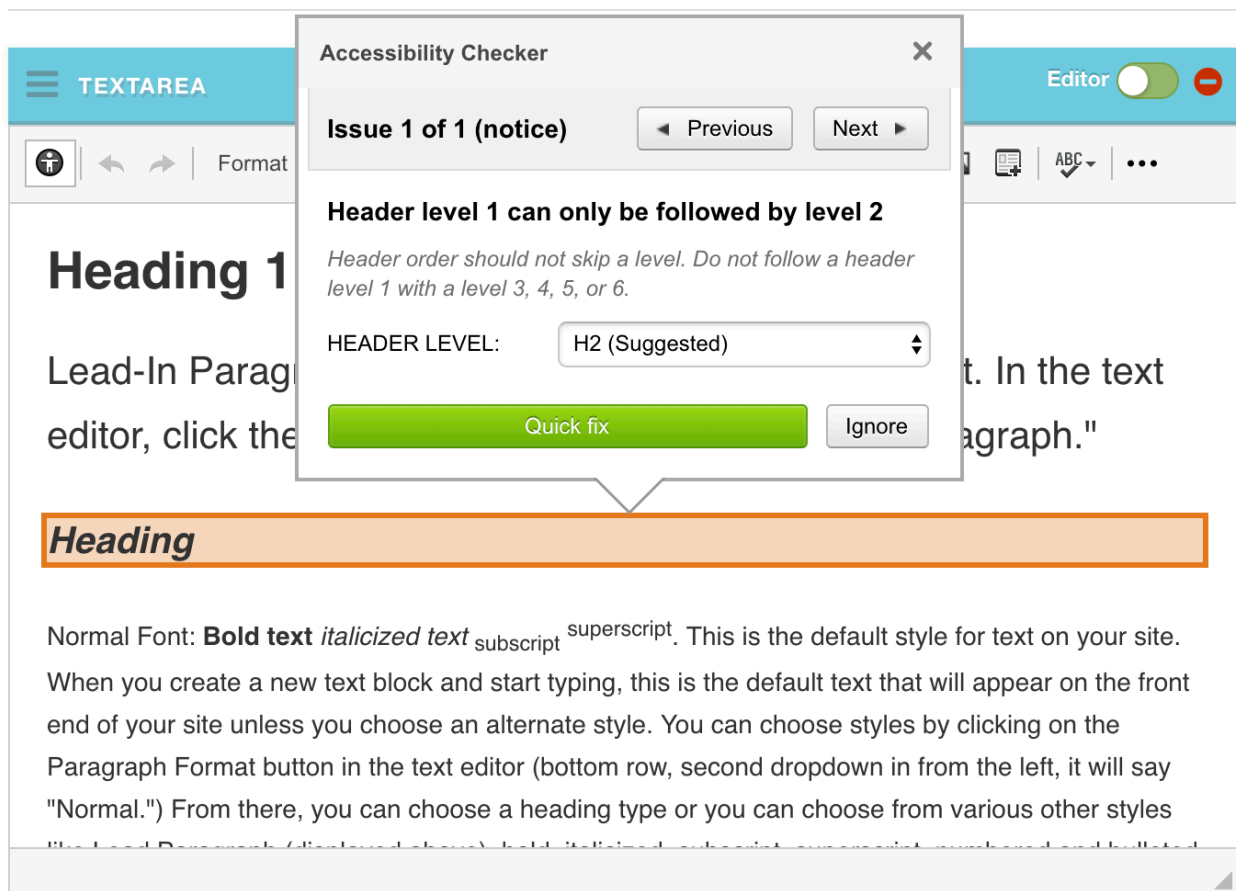 Accessibility Checker
TEXTAREA
Editor
Issue 1 of 1 (notice)
Previous
Next
Format
ABC
Header level 1 can only be followed by level 2
Header order should not skip a level. Do not follow a header
level 1 with a level 3, 4, 5, or 6.
HEADER LEVEL:
H2 (Suggested)
Quick fix
Ignore
Heading 1
Lead-In t. In the text
editor, click the agraph."
Heading
Normal Font: Bold text italicized text subscript superscript. This is the default style for text on your site.
When you create a new text block and start typing, this is the default text that will appear on the front
end of your site unless you choose an alternate style. You can choose styles by clicking on the
Paragraph Format button in the text editor (bottom row, second dropdown in from the left, it will say
"Normal.") From there, you can choose a heading type or you can choose from various other styles